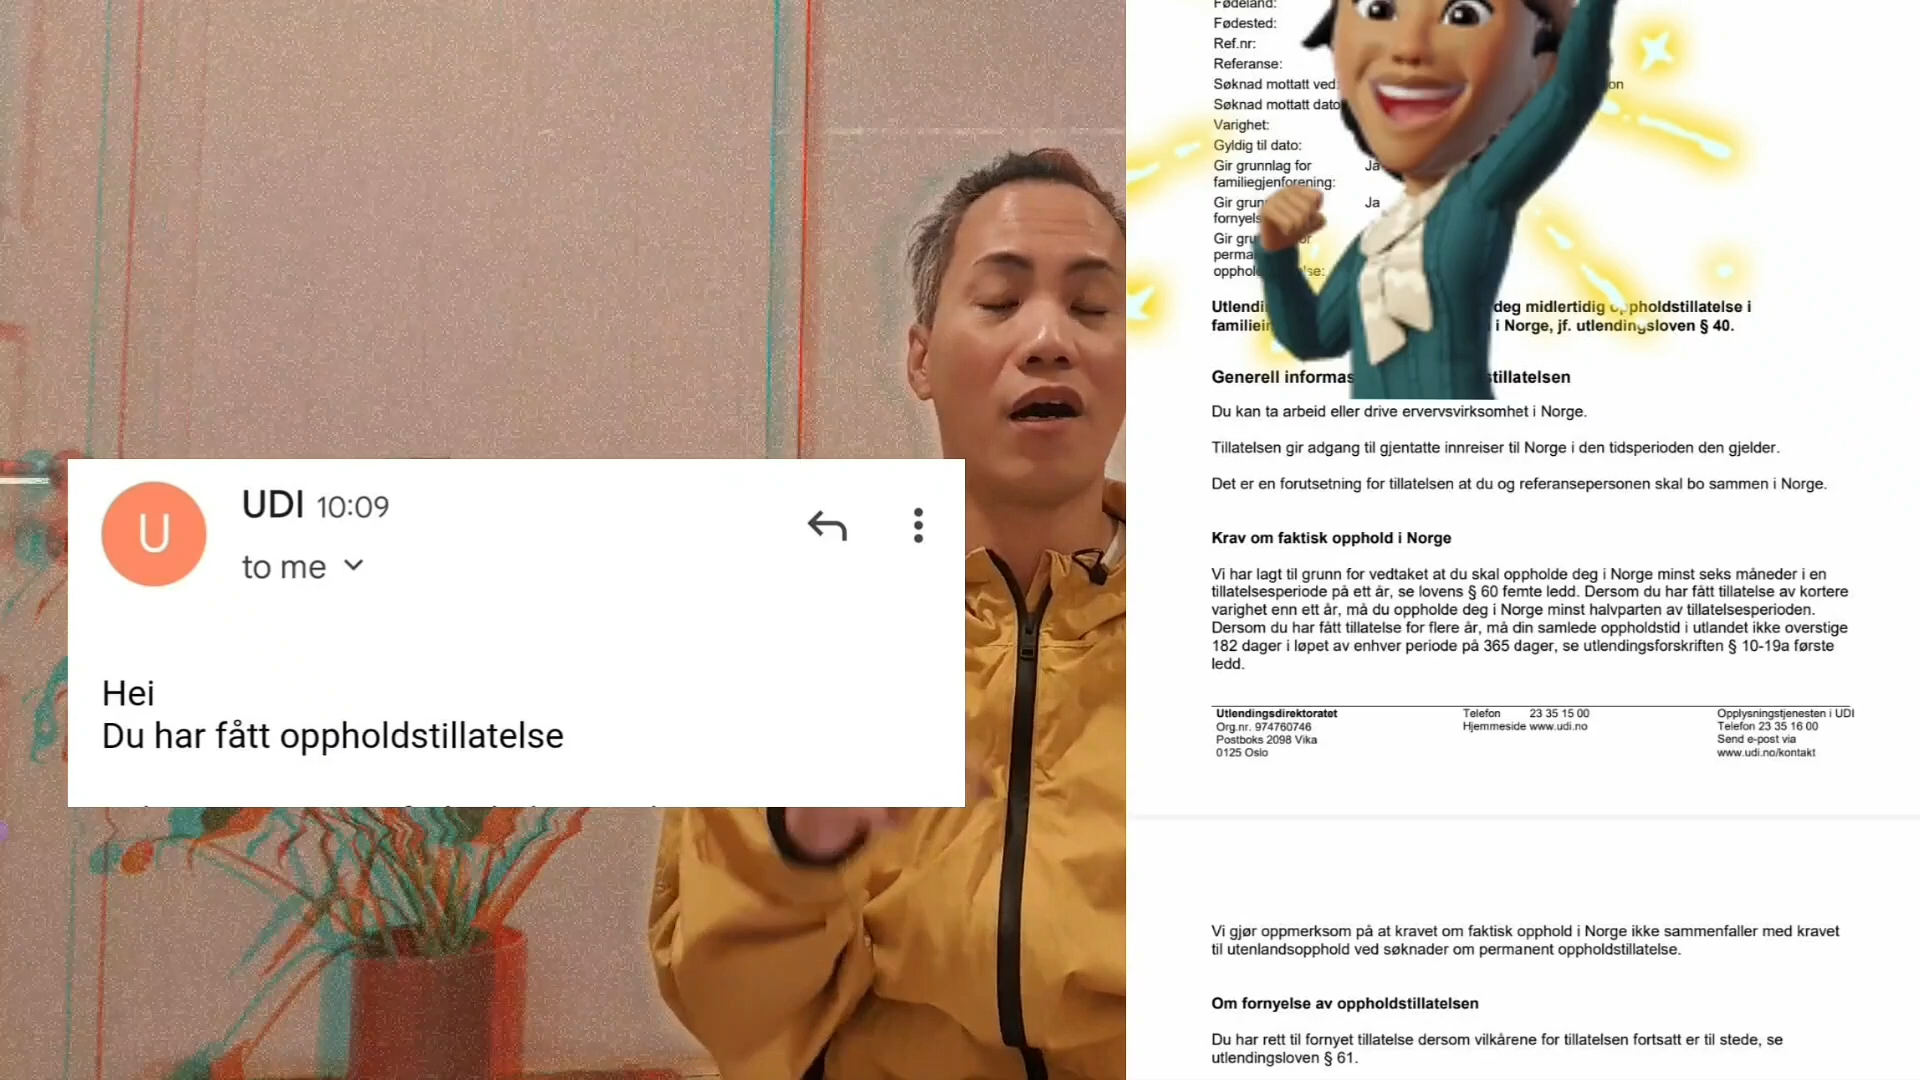 U
UDI 10:09
to me
Hei
Du har fått oppholdstillatelse
Fødeland:
Fødested:
Ref.nr:
Referanse:
Søknad mottatt ved:
Søknad mottatt dato
Varighet:
Gyldig til dato:
Gir grunnlag for Ja
familiegjenforening:
Gir Ja
Gir
deg midlertidig oppholdstillatelse i
i Norge, jf. utlendingsloven § 40.
Generell
Du kan ta arbeid eller drive ervervsvirksomhet i Norge.
Tillatelsen gir adgang til gjentatte innreiser til Norge i den tidsperioden den gjelder.
Det er en forutsetning for tillatelsen at du og referansepersonen skal bo sammen i Norge.
Krav om faktisk opphold i Norge
Vi har lagt til grunn for vedtaket at du skal oppholde deg i Norge minst seks måneder i en
tillatelsesperiode på ett år, se lovens § 60 femte ledd. Dersom du har fått tillatelse av kortere
varighet enn ett år, må du oppholde deg i Norge minst halvparten av tillatelsesperioden.
Dersom du har fått tillatelse for flere år, må din samlede oppholdstid i utlandet ikke overstige
182 dager i løpet av enhver periode på 365 dager, se utlendingsforskriften § 10-19a første
ledd.
Utlendingsdirektoratet
Org.nr. 974760746
Postboks 2098 Vika
0125 Oslo
Telefon 23 35 15 00
Hjemmeside www.udi.no
Opplysningstjenesten i UDI
Telefon 23 35 16 00
Send e-post via
www.udi.no/kontakt
Vi gjør oppmerksom på at kravet om faktisk opphold i Norge ikke sammenfaller med kravet
til utenlandsopphold ved søknader om permanent oppholdstillatelse.
Om fornyelse av oppholdstillatelsen
Du har rett til fornyet tillatelse dersom vilkårene for tillatelsen fortsatt er til stede, se
utlendingsloven § 61.